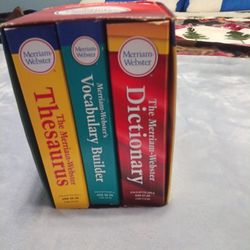 Merriam-
Webster
The Merriam-Webster
Thesaurus
Merriam-
Webster
Merriam-Webster's
Vocabulary Builder
Merriam-
Webster
The Merriam-Webster
Dictionary